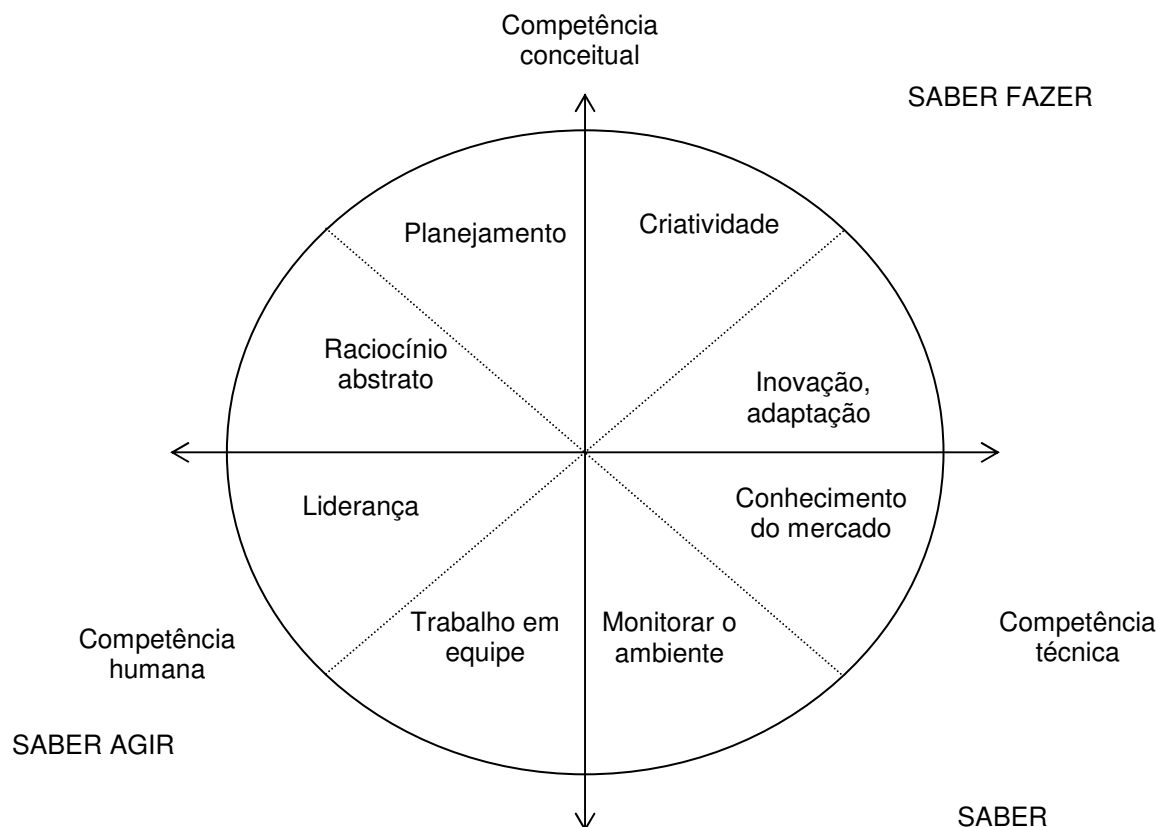 Competência
conceitual
SABER FAZER
Planejamento
Criatividade
Raciocínio
abstrato
Inovação,
adaptação
Liderança
Conhecimento
do mercado
Trabalho em
equipe
Monitorar o
ambiente
Competência
humana
Competência
técnica
SABER AGIR
SABER